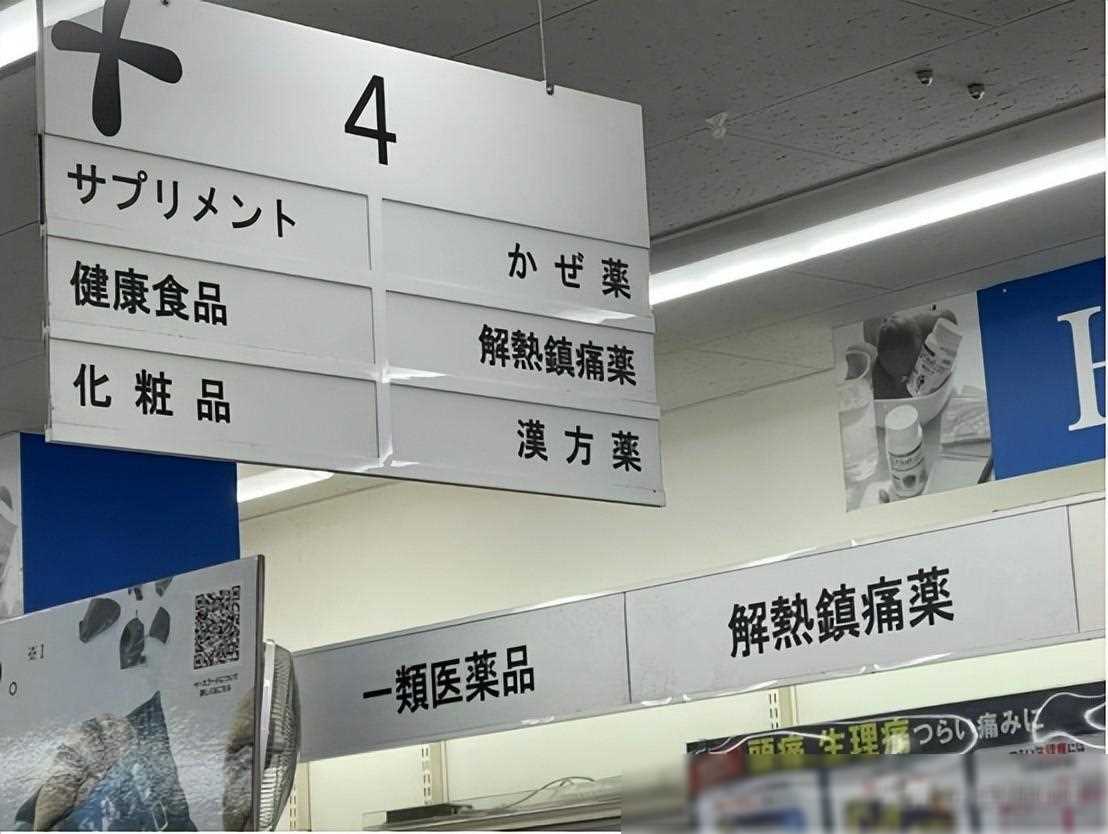 4
サプリメント
健康食品
化粧品
かぜ薬
解熱鎮痛薬
漢方薬
一類医薬品
解熱鎮痛薬
頭痛 生理痛 つらい痛みに